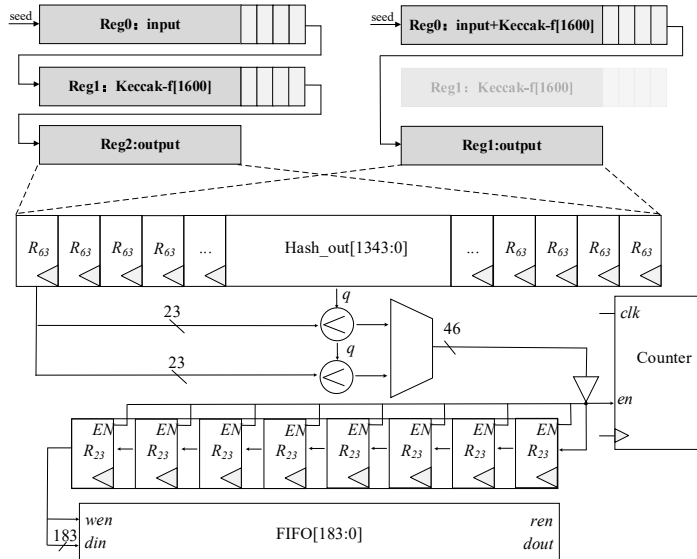 seed
Reg0：input
seed
Reg0：input+Keccak-f[1600]
Reg1：Keccak-f[1600]
Reg1：Keccak-f[1600]
Reg2:output
Reg1:output
R63 R63 R63 R63 ... Hash_out[1343:0] ... R63 R63 R63 R63
q
23
<
46
clk
q
23
<
Counter
en
EN EN EN EN EN EN EN EN
R23 R23 R23 R23 R23 R23 R23 R23
wen
FIFO[183:0]
ren
183
din
dout